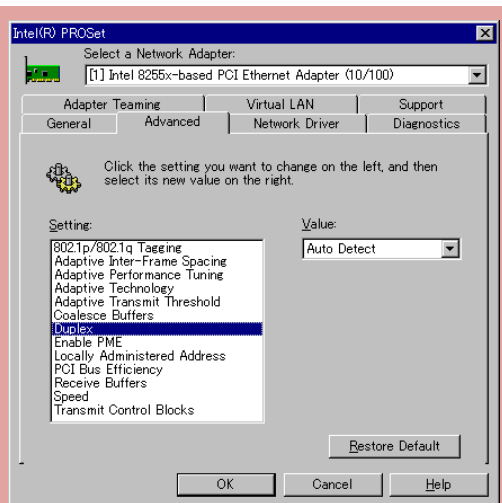 Intel(R) PROSet
Select a Network Adapter:
[1] Intel 8255x-based PCI Ethernet Adapter (10/100)
Adapter Teaming
Virtual LAN
Support
General
Advanced
Network Driver
Diagnostics
Click the setting you want to change on the left, and then
select its new value on the right.
Setting:
Value:
802.1p/802.1q Tagging
Auto Detect
Adaptive Inter-Frame Spacing
Adaptive Performance Tuning
Adaptive Technology
Adaptive Transmit Threshold
Coalesce Buffers
Duplex
Enable PME
Locally Administered Address
PCI Bus Efficiency
Receive Buffers
Speed
Transmit Control Blocks
Restore Default
OK
Cancel
Help